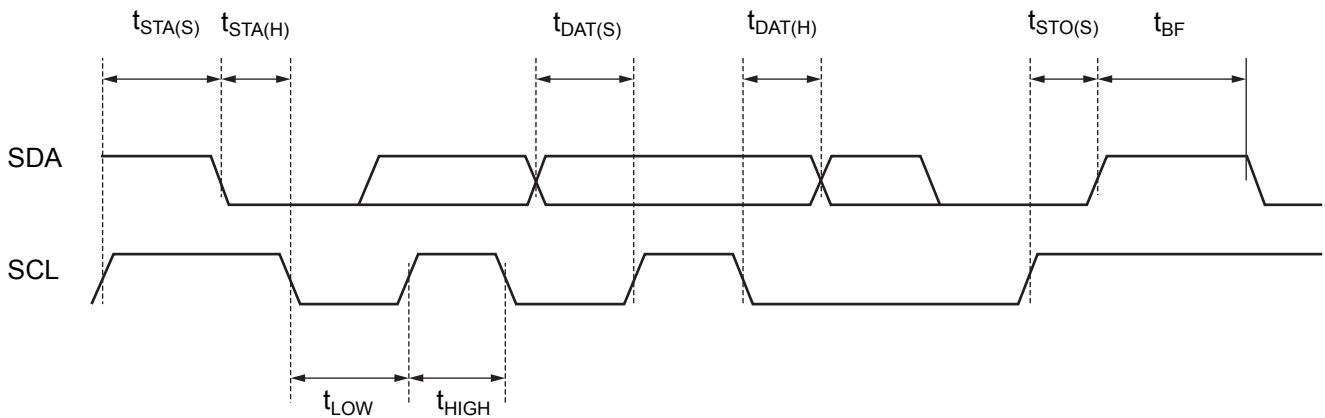 tSTA(S) tSTA(H) tDAT(S) tDAT(H) tSTO(S) tBF
SDA
SCL
tLOW tHIGH